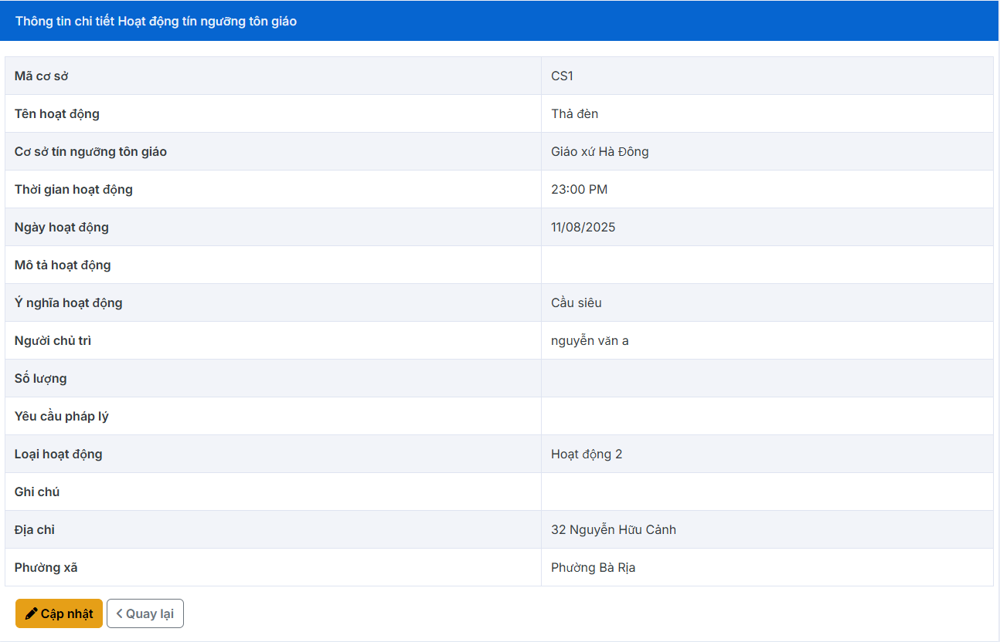 Thông tin chi tiết Hoạt động tín ngưỡng tôn giáo
Mã cơ sở CS1
Tên hoạt động Thả đèn
Cơ sở tín ngưỡng tôn giáo Giáo xứ Hà Đông
Thời gian hoạt động 23:00 PM
Ngày hoạt động 11/08/2025
Mô tả hoạt động
Ý nghĩa hoạt động Cầu siêu
Người chủ trì nguyễn văn a
Số lượng
Yêu cầu pháp lý
Loại hoạt động Hoạt động 2
Ghi chú
Địa chỉ 32 Nguyễn Hữu Cảnh
Phường xã Phường Bà Rịa
Cập nhật Quay lại